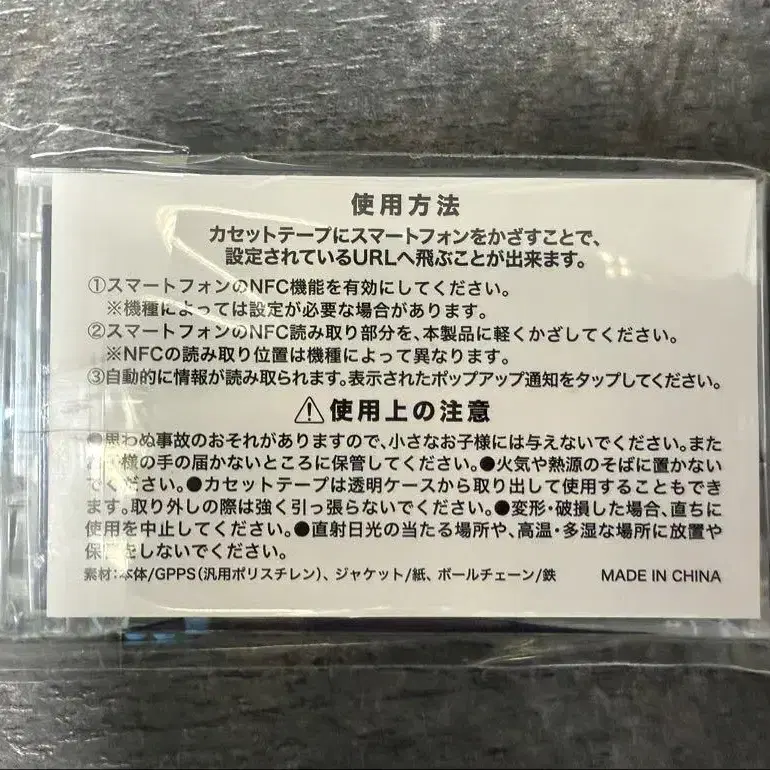 使用方法
カセットテープにスマートフォンをかざすことで、
設定されているURLへ飛ぶことが出来ます。
①スマートフォンのNFC機能を有効にしてください。
※機種によっては設定が必要な場合があります。
②スマートフォンのNFC読み取り部分を、本製品に軽くかざしてください。
※NFCの読み取り位置は機種によって異なります。
③自動的に情報が読み取られます。表示されたポップアップ通知をタップしてください。
⚠使用上の注意
●思わぬ事故のおそれがありますので、小さなお子様には与えないでください。また
お子様の手の届かないところに保管してください。●火気や熱源のそばに置かない
でください。●カセットテープは透明ケースから取り出して使用することもでき
ます。取り外しの際は強く引っ張らないでください。●変形・破損した場合、直ちに
使用を中止してください。●直射日光の当たる場所や、高温・多湿な場所に放置や
保管をしないでください。
素材:本体/GPPS(汎用ポリスチレン)、ジャケット/紙、ボールチェーン/鉄 MADE IN CHINA